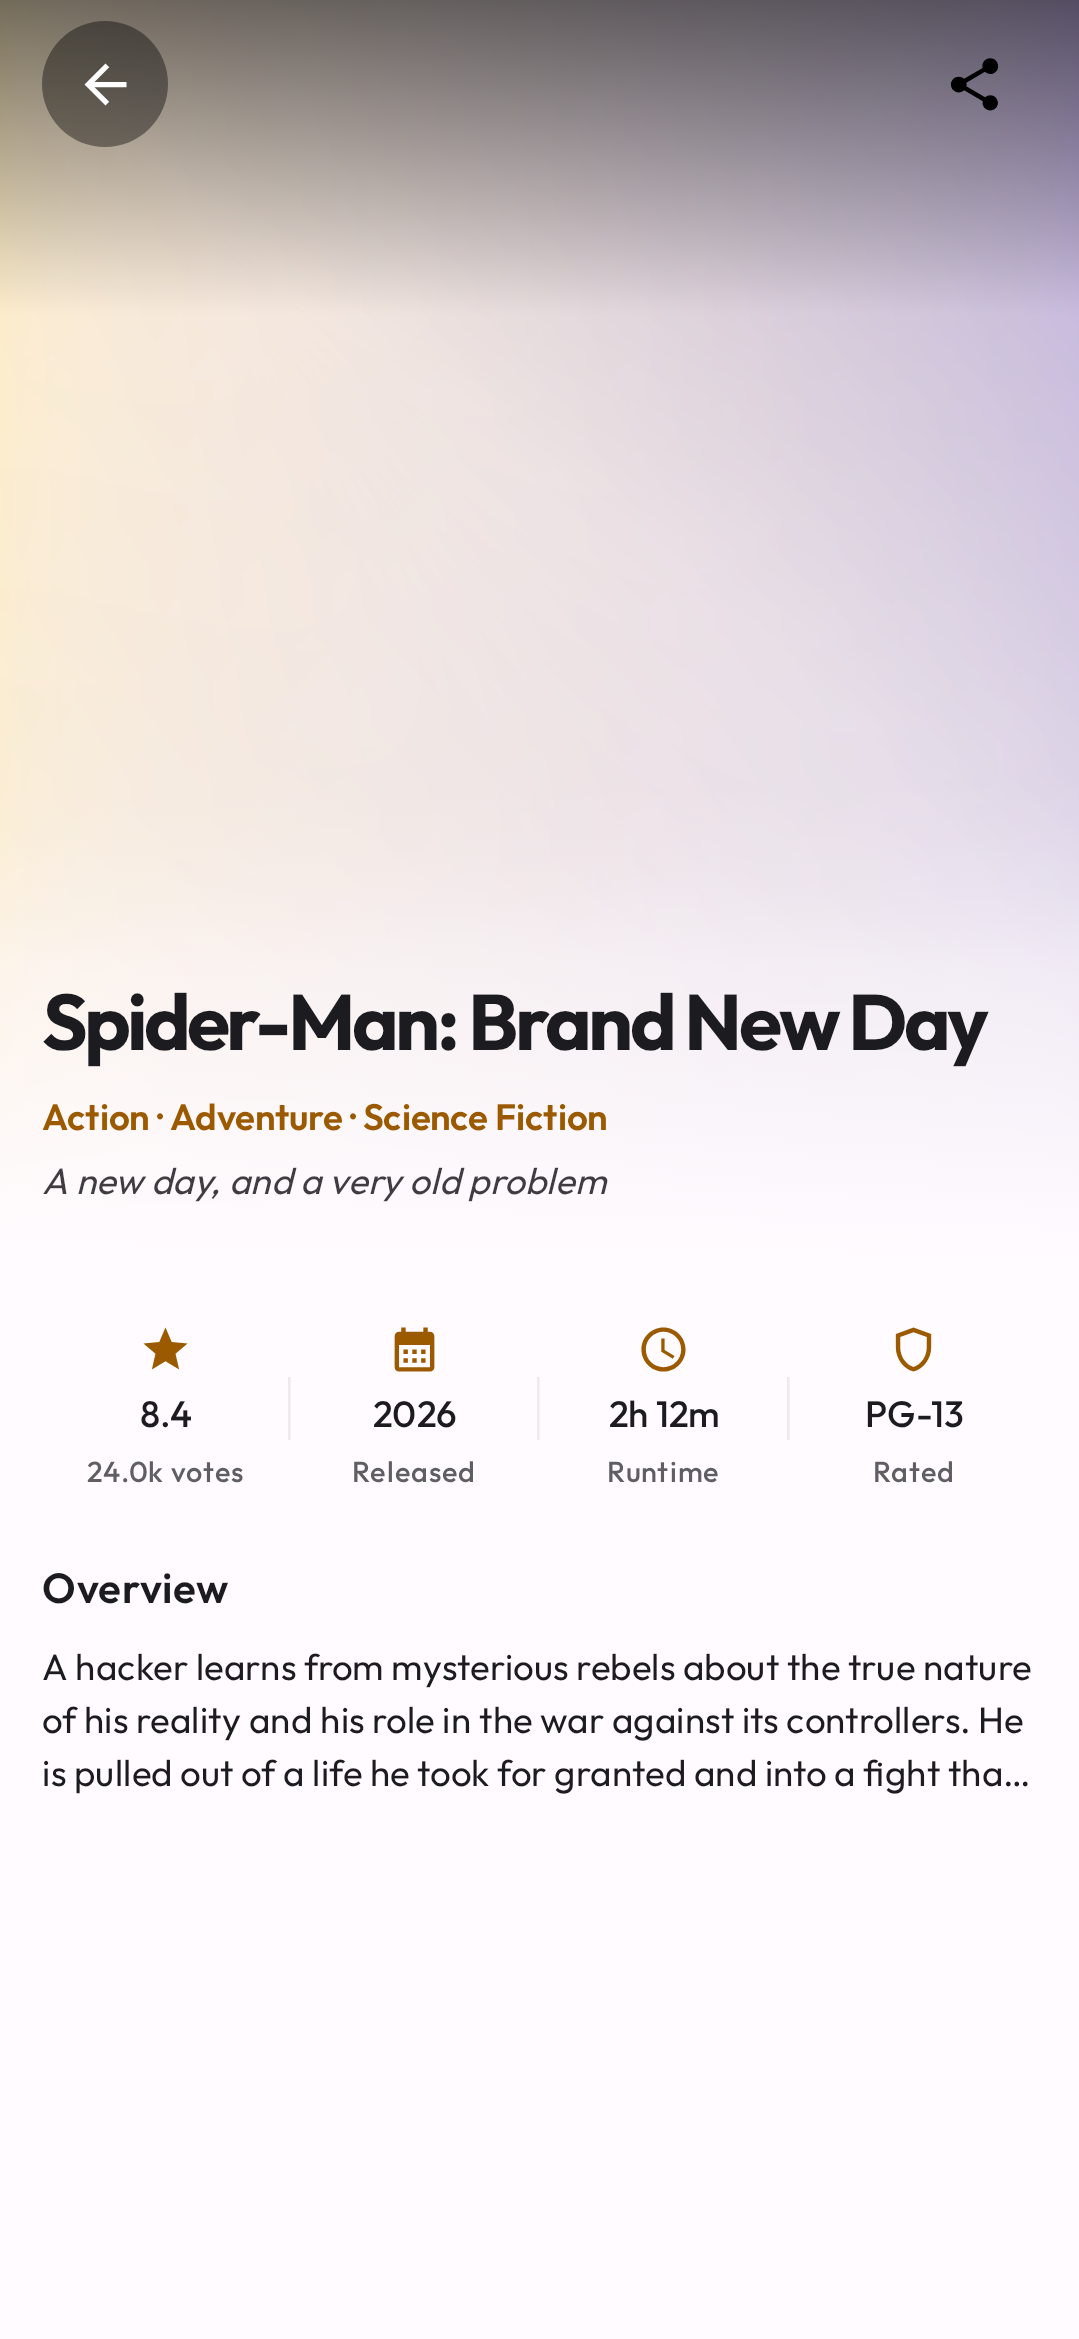 Spider-Man: Brand New Day
Action · Adventure · Science Fiction
A new day, and a very old problem
8.4
24.0k votes
2026
Released
2h 12m
Runtime
PG-13
Rated
Overview
A hacker learns from mysterious rebels about the true nature
of his reality and his role in the war against its controllers. He
is pulled out of a life he took for granted and into a fight tha...